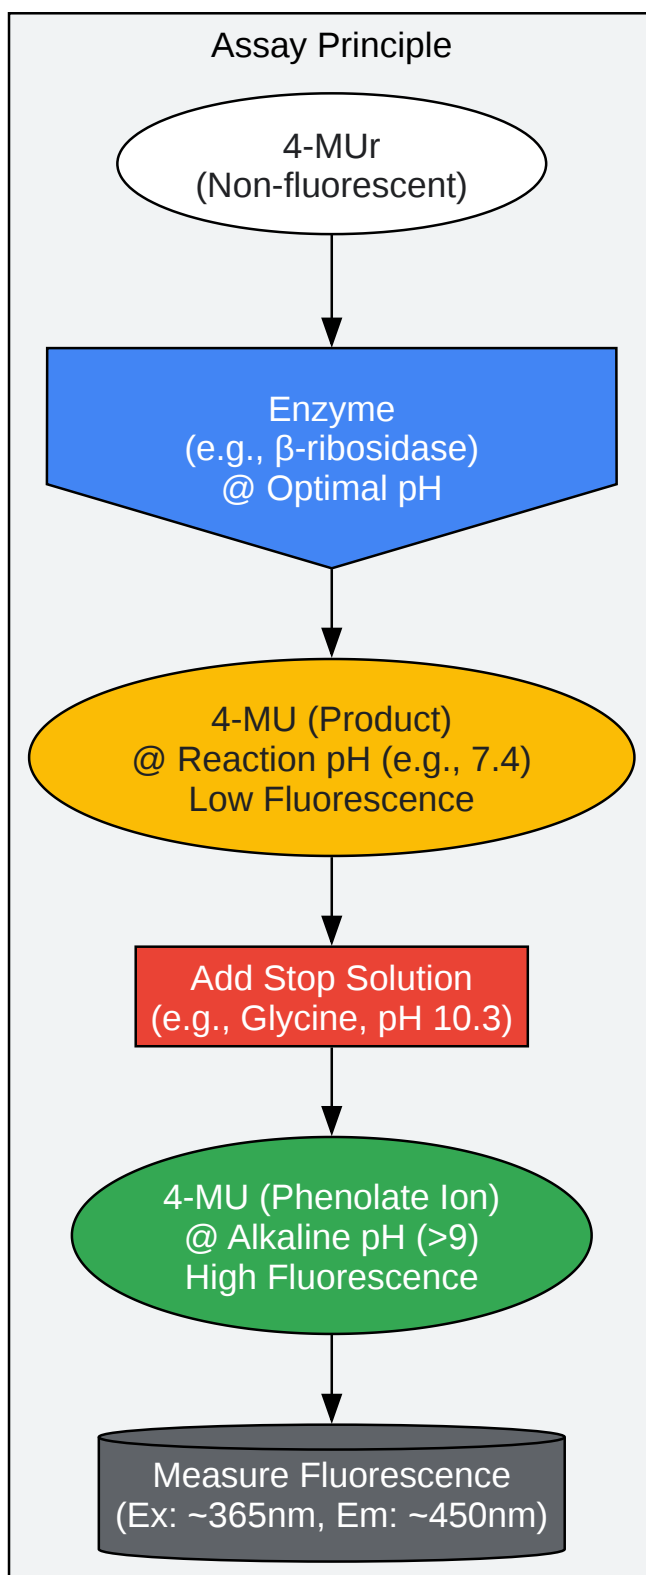 Assay Principle
4-MUr
(Non-fluorescent)
Enzyme
(e.g., β-ribosidase)
@ Optimal pH
4-MU (Product)
@ Reaction pH (e.g., 7.4)
Low Fluorescence
Add Stop Solution
(e.g., Glycine, pH 10.3)
4-MU (Phenolate Ion)
@ Alkaline pH (>9)
High Fluorescence
Measure Fluorescence
(Ex: ~365nm, Em: ~450nm)